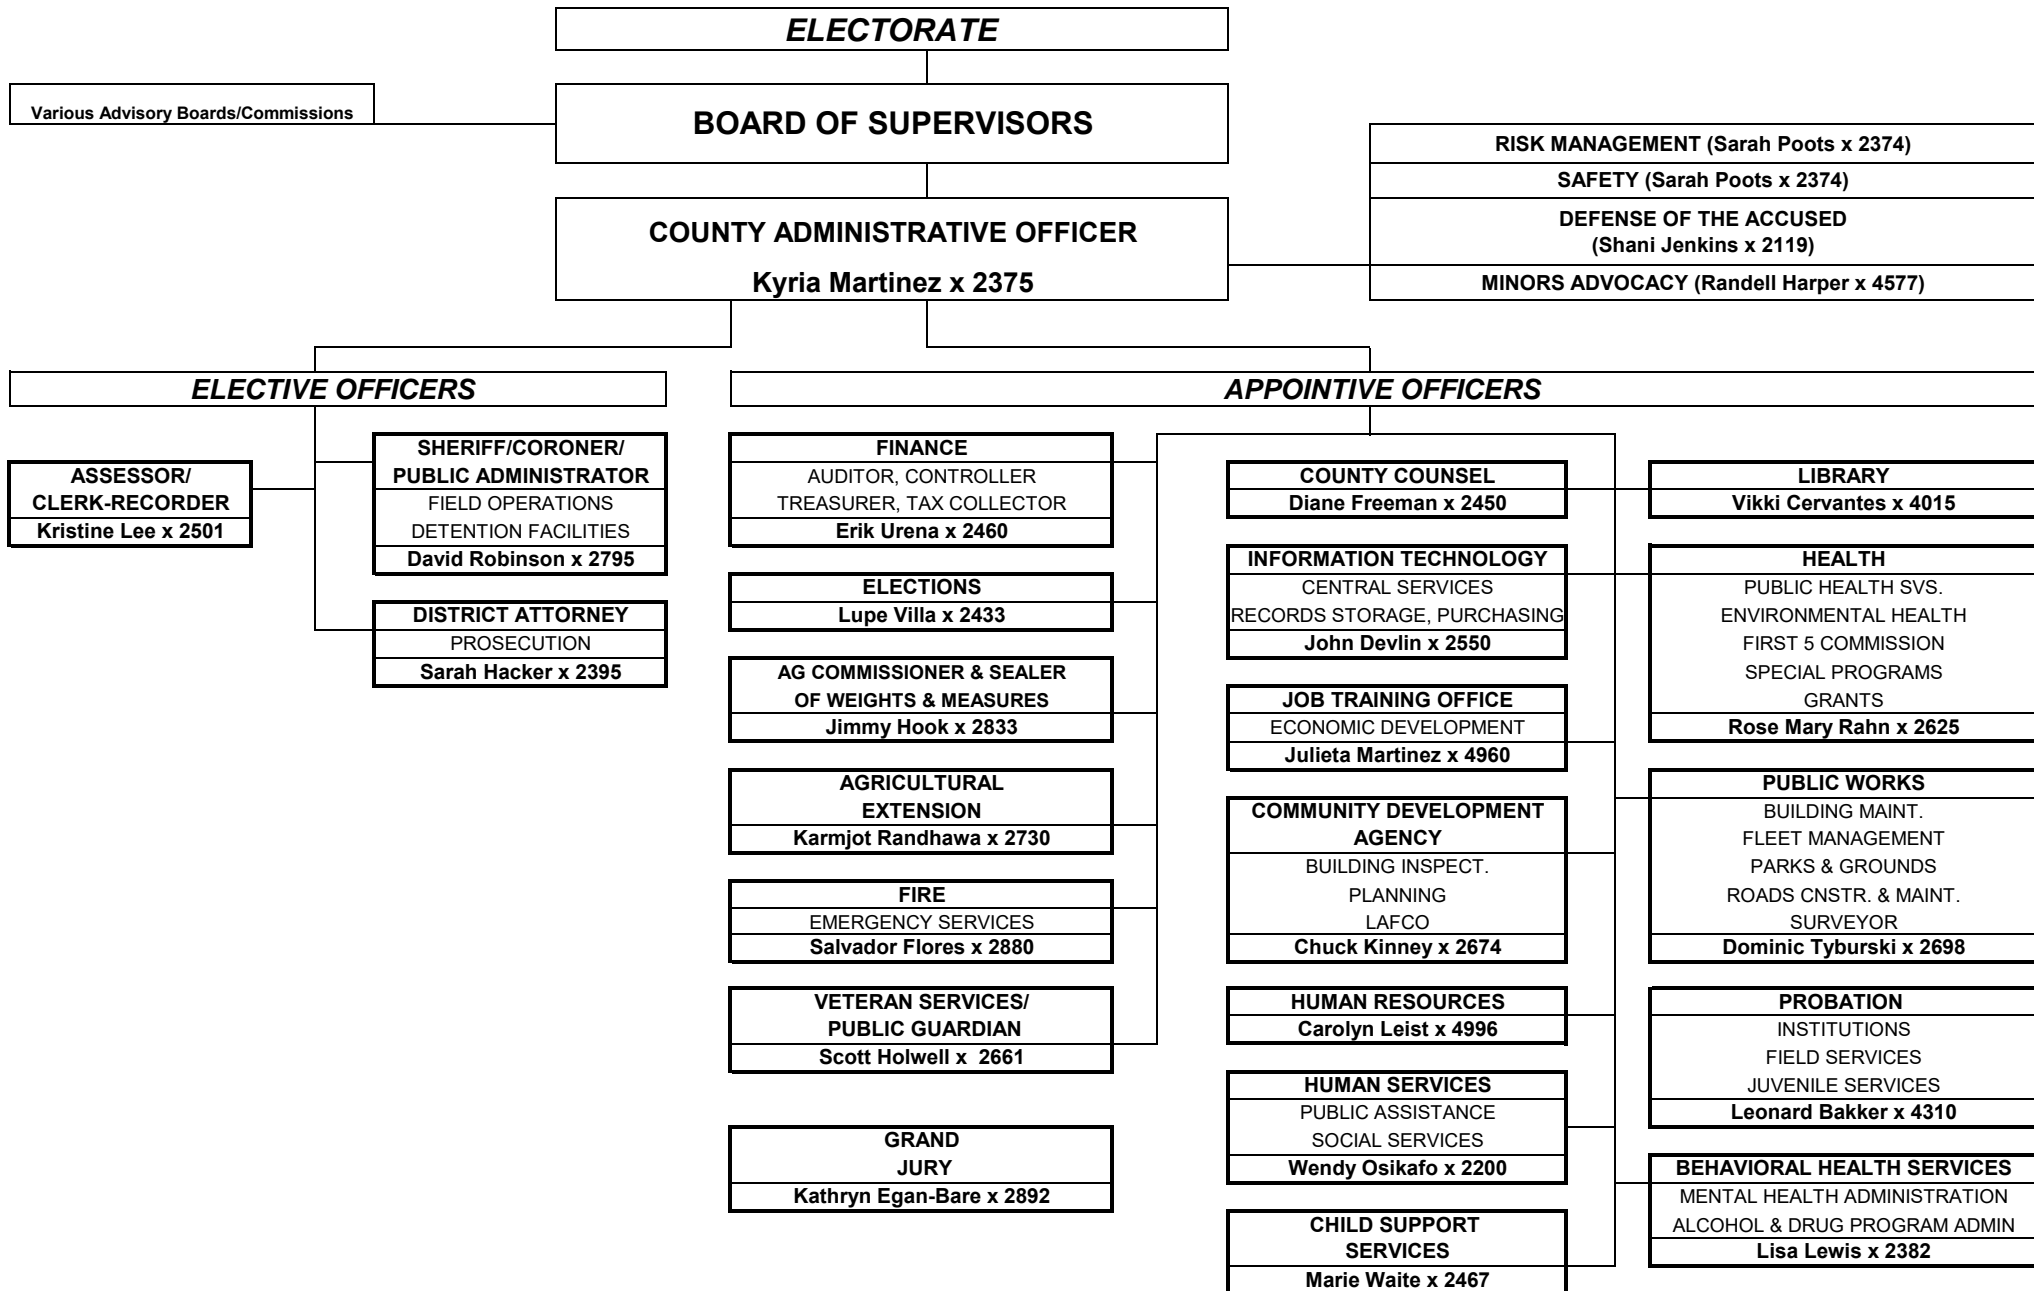 ELECTORATE
Various Advisory Boards/Commissions
BOARD OF SUPERVISORS
COUNTY ADMINISTRATIVE OFFICER
Kyria Martinez x 2375
RISK MANAGEMENT (Sarah Poots x 2374)
SAFETY (Sarah Poots x 2374)
DEFENSE OF THE ACCUSED
(Shani Jenkins x 2119)
MINORS ADVOCACY (Randell Harper x 4577)
ELECTIVE OFFICERS
ASSESSOR/
CLERK-RECORDER
Kristine Lee x 2501
SHERIFF/CORONER/
PUBLIC ADMINISTRATOR
FIELD OPERATIONS
DETENTION FACILITIES
David Robinson x 2795
DISTRICT ATTORNEY
PROSECUTION
Sarah Hacker x 2395
APPOINTIVE OFFICERS
FINANCE
AUDITOR, CONTROLLER
TREASURER, TAX COLLECTOR
Erik Urena x 2460
ELECTIONS
Lupe Villa x 2433
AG COMMISSIONER & SEALER
OF WEIGHTS & MEASURES
Jimmy Hook x 2833
AGRICULTURAL
EXTENSION
Karmjot Randhawa x 2730
FIRE
EMERGENCY SERVICES
Salvador Flores x 2880
VETERAN SERVICES/
PUBLIC GUARDIAN
Scott Holwell x  2661
GRAND
JURY
Kathryn Egan-Bare x 2892
COUNTY COUNSEL
Diane Freeman x 2450
INFORMATION TECHNOLOGY
CENTRAL SERVICES
RECORDS STORAGE, PURCHASING
John Devlin x 2550
JOB TRAINING OFFICE
ECONOMIC DEVELOPMENT
Julieta Martinez x 4960
COMMUNITY DEVELOPMENT
AGENCY
BUILDING INSPECT.
PLANNING
LAFCO
Chuck Kinney x 2674
HUMAN RESOURCES
Carolyn Leist x 4996
HUMAN SERVICES
PUBLIC ASSISTANCE
SOCIAL SERVICES
Wendy Osikafo x 2200
CHILD SUPPORT
SERVICES
Marie Waite x 2467
LIBRARY
Vikki Cervantes x 4015
HEALTH
PUBLIC HEALTH SVS.
ENVIRONMENTAL HEALTH
FIRST 5 COMMISSION
SPECIAL PROGRAMS
GRANTS
Rose Mary Rahn x 2625
PUBLIC WORKS
BUILDING MAINT.
FLEET MANAGEMENT
PARKS & GROUNDS
ROADS CNSTR. & MAINT.
SURVEYOR
Dominic Tyburski x 2698
PROBATION
INSTITUTIONS
FIELD SERVICES
JUVENILE SERVICES
Leonard Bakker x 4310
BEHAVIORAL HEALTH SERVICES
MENTAL HEALTH ADMINISTRATION
ALCOHOL & DRUG PROGRAM ADMIN
Lisa Lewis x 2382